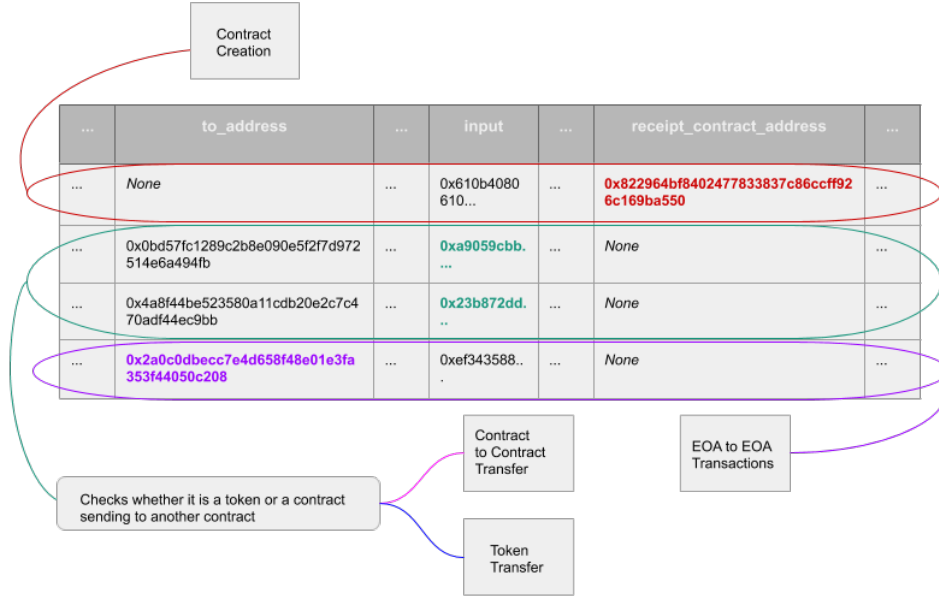 Contract
Creation
... to_address ... input ... receipt_contract_address ...
... None ... 0x610b4080 ... 0x822964bf8402477833837c86ccff92 ...
610... 6c169ba550
... 0x0bd57fc1289c2b8e090e5f2f7d972 ... 0xa9059cbb. ... None ...
514e6a494fb ...
... 0x4a8f44be523580a11cdb20e2c7c4 ... 0x23b872dd. ... None ...
70adf44ec9bb ..
... 0x2a0c0dbecc7e4d658f48e01e3fa ... 0xef343588.. ... None ...
353f44050c208 .
Contract
to Contract
Transfer
EOA to EOA
Transactions
Checks whether it is a token or a contract
sending to another contract
Token
Transfer